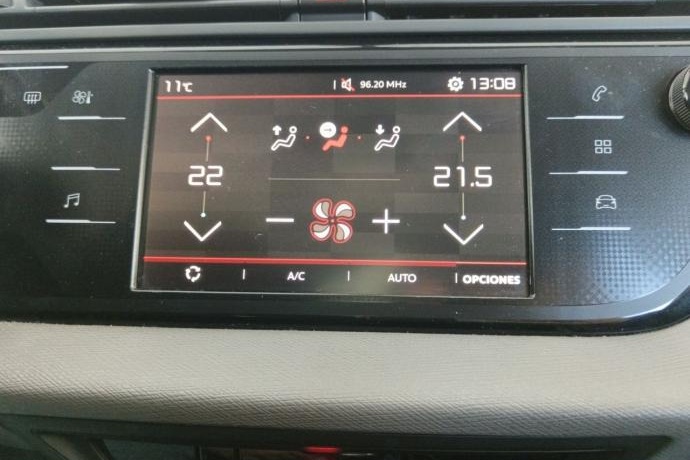 11°C 96.20 MHz 13:08
22 21.5
A/C AUTO OPCIONES